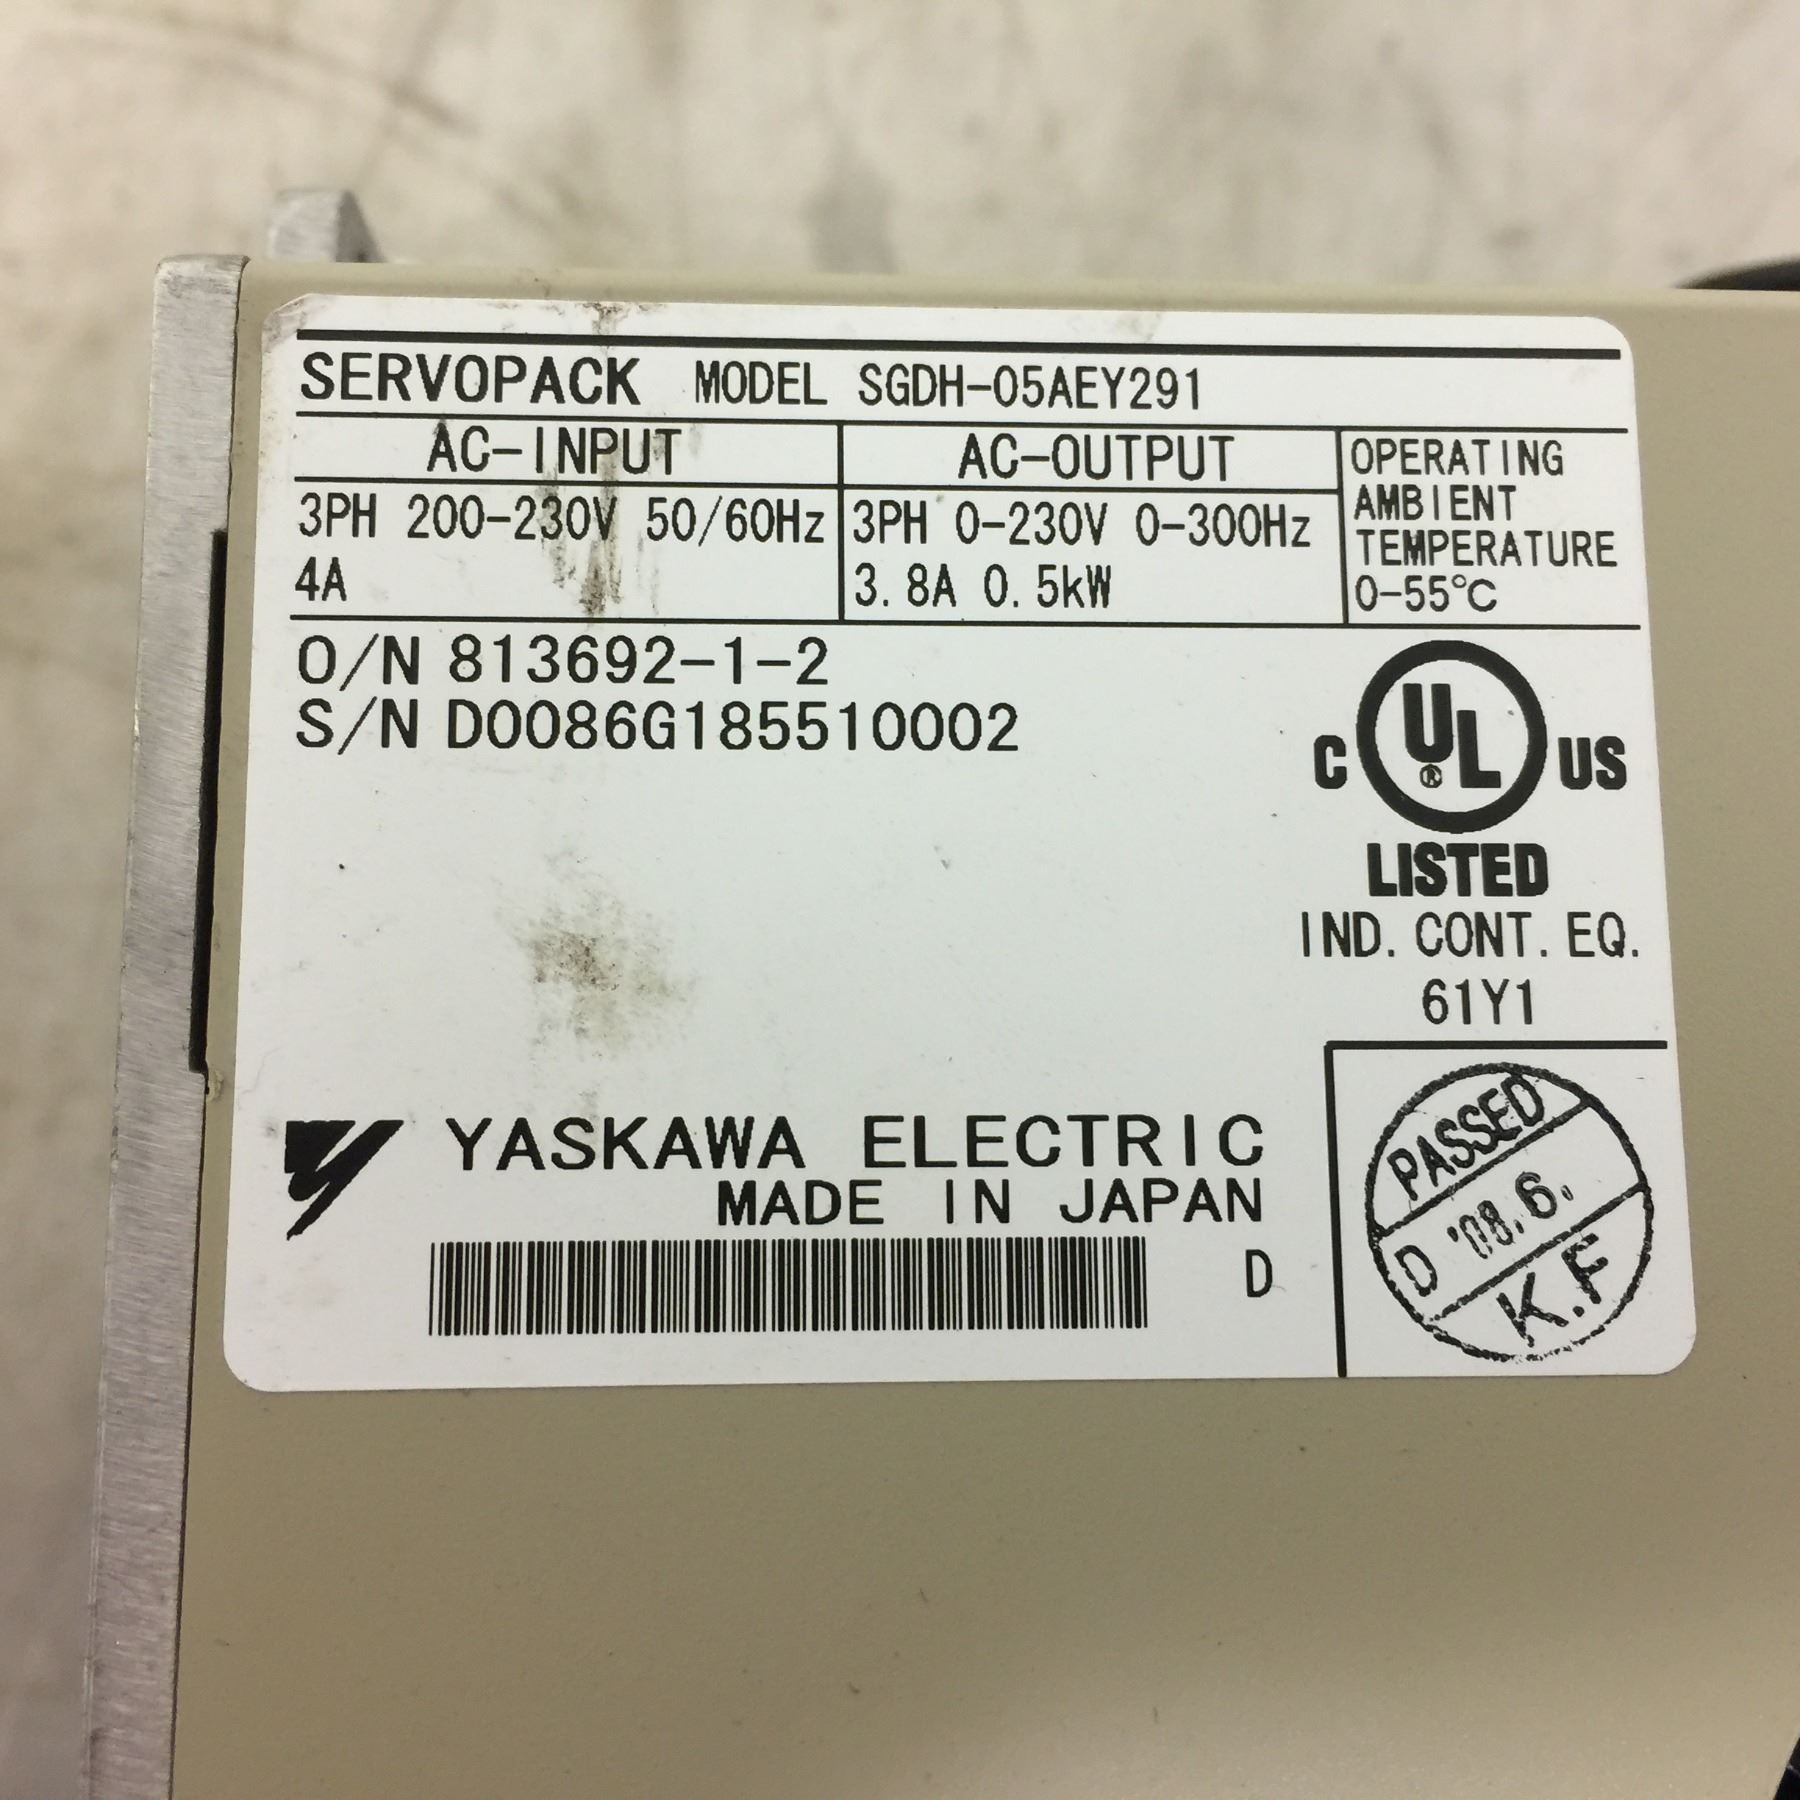 SERVOPACK MODEL SGDH-05AEY291
AC-INPUT
3PH 200-230V 50/60Hz
4A
AC-OUTPUT
3PH 0-230V 0-300Hz
3.8A 0.5kW
OPERATING
AMBIENT
TEMPERATURE
0-55℃
O/N 813692-1-2
S/N D0086G185510002
C UL® US
LISTED
IND. CONT. EQ.
61Y1
YASKAWA ELECTRIC
MADE IN JAPAN
D
PASSED
D '08.6.
K.F